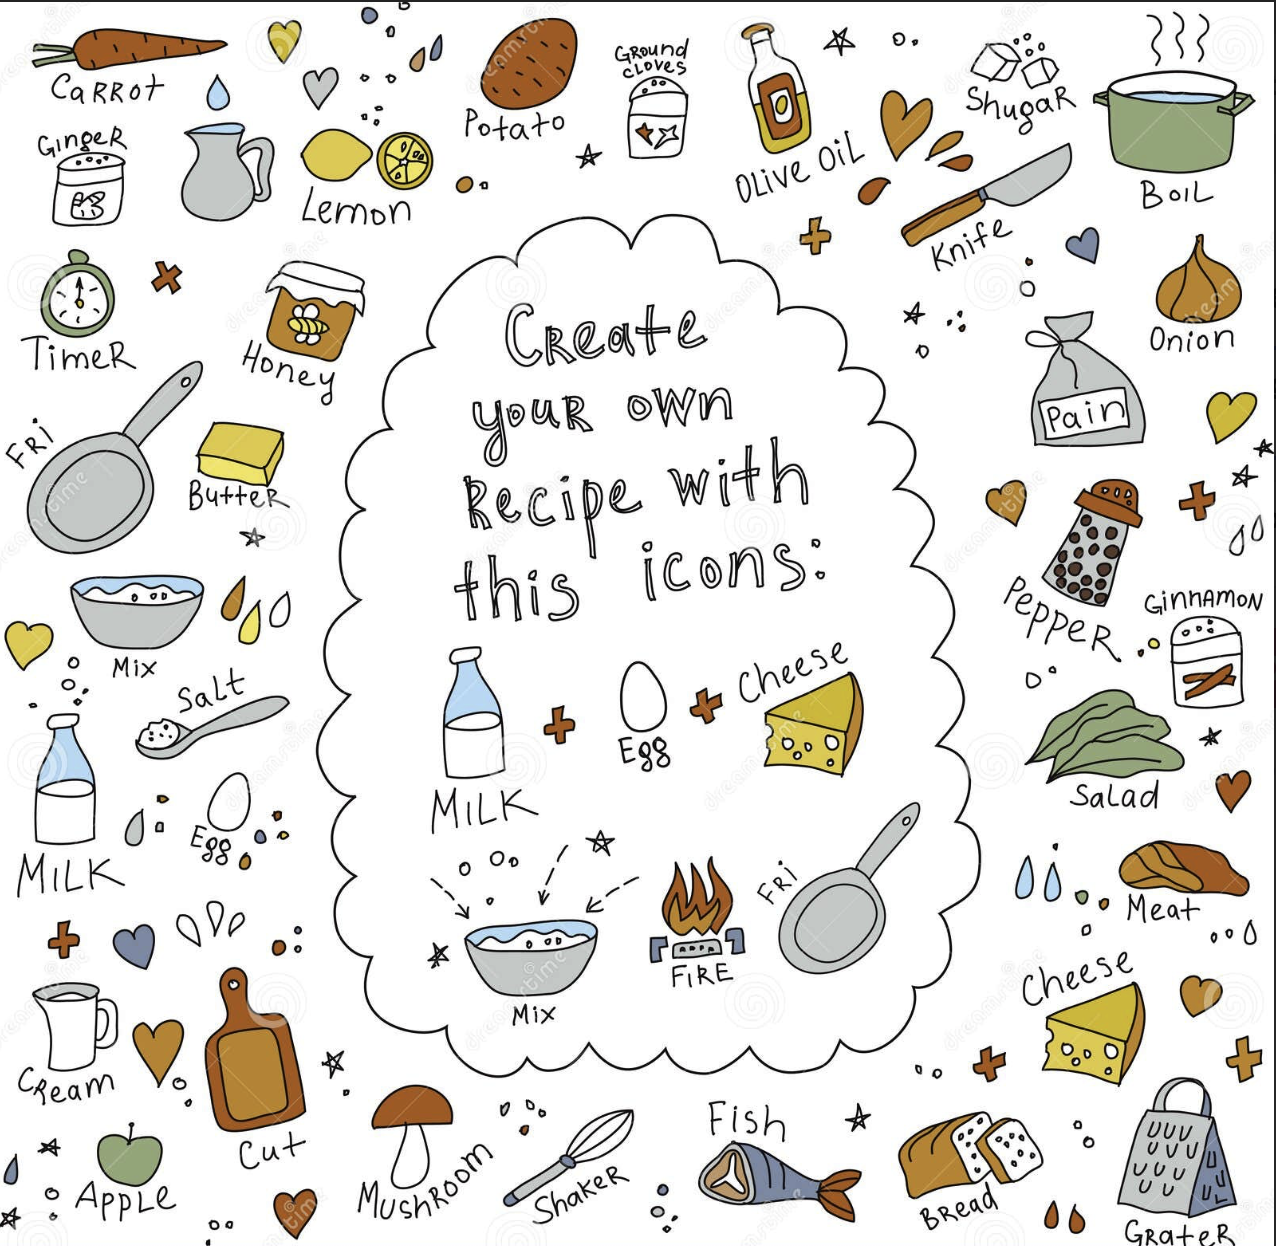 Carrot
Potato
Ground
cloves
Olive Oil
Shugar
Boil
Ginger
Lemon
Knife
Timer
Honey
Onion
Pain
Fri
Butter
Create
your own
Recipe with
this icons:
Mix
Salt
Pepper
Ginnamon
Milk
Egg
Cheese
Salad
Milk
Egg
Meat
Mix
Fire
Fri
Cheese
Cream
Cut
Apple
Mushroom
Shaker
Fish
Bread
Grater
dreamstime